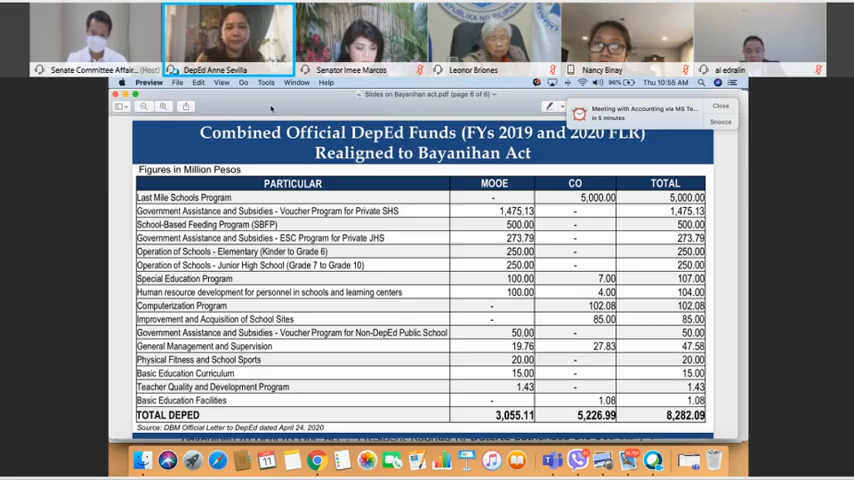 REPUBLIKA NG PILIPINAS
Senate Committee Affair... (Host)
DepEd Anne Sevilla
Senator Imee Marcos
Leonor Briones
Nancy Binay
al edralin
Preview File Edit View Go Tools Window Help
96%
Thu 10:55 AM
Slides on Bayanihan act.pdf (page 6 of 6)
Meeting with Accounting via MS Te...
in 5 minutes
Close
Snooze
Combined Official DepEd Funds (FYs 2019 and 2020 FLR)
Realigned to Bayanihan Act
Figures in Million Pesos
PARTICULAR MOOE CO TOTAL
Last Mile Schools Program - 5,000.00 5,000.00
Government Assistance and Subsidies - Voucher Program for Private SHS 1,475.13 - 1,475.13
School-Based Feeding Program (SBFP) 500.00 - 500.00
Government Assistance and Subsidies - ESC Program for Private JHS 273.79 - 273.79
Operation of Schools - Elementary (Kinder to Grade 6) 250.00 - 250.00
Operation of Schools - Junior High School (Grade 7 to Grade 10) 250.00 - 250.00
Special Education Program 100.00 7.00 107.00
Human resource development for personnel in schools and learning centers 100.00 4.00 104.00
Computerization Program - 102.08 102.08
Improvement and Acquisition of School Sites - 85.00 85.00
Government Assistance and Subsidies - Voucher Program for Non-DepEd Public School 50.00 - 50.00
General Management and Supervision 19.76 27.83 47.58
Physical Fitness and School Sports 20.00 - 20.00
Basic Education Curriculum 15.00 - 15.00
Teacher Quality and Development Program 1.43 - 1.43
Basic Education Facilities - 1.08 1.08
TOTAL DEPED 3,055.11 5,226.99 8,282.09
Source: DBM Official Letter to DepEd dated April 24, 2020
11